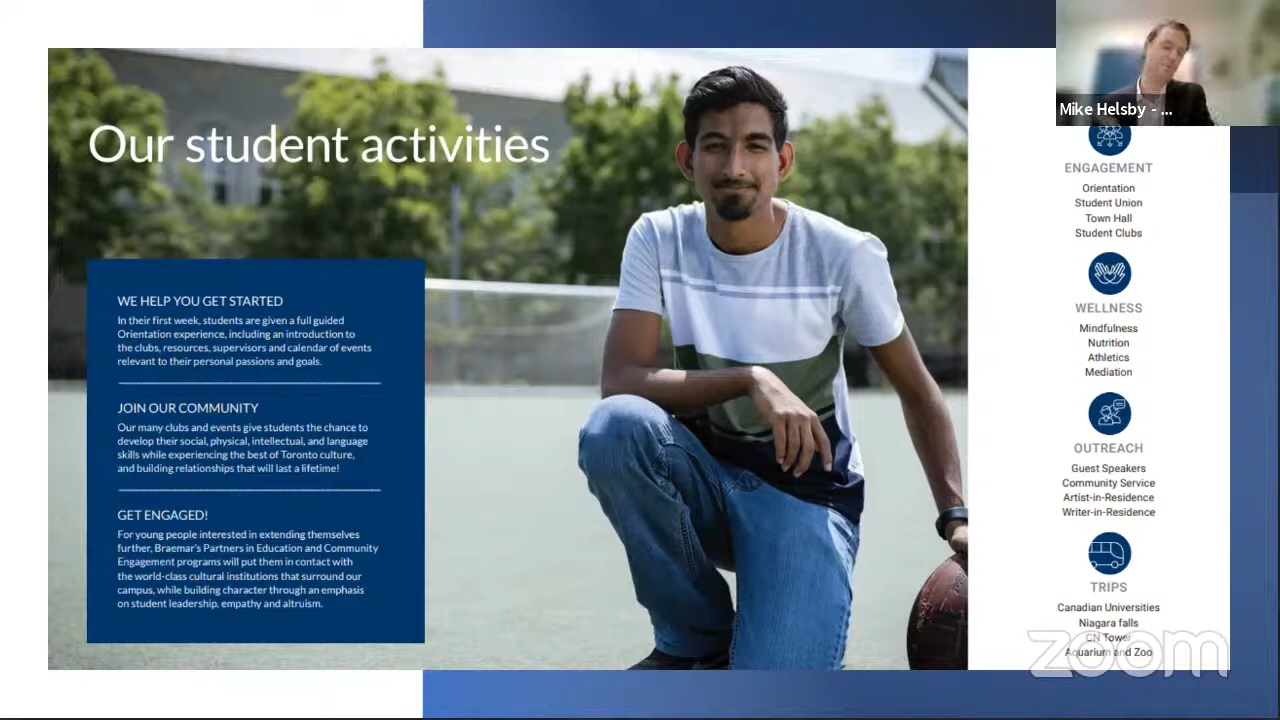 Our student activities
WE HELP YOU GET STARTED
In their first week, students are given a full guided
Orientation experience, including an introduction to
the clubs, resources, supervisors and calendar of events
relevant to their personal passions and goals.
JOIN OUR COMMUNITY
Our many clubs and events give students the chance to
develop their social, physical, intellectual, and language
skills while experiencing the best of Toronto culture,
and building relationships that will last a lifetime!
GET ENGAGED!
For young people interested in extending themselves
further, Braemar's Partners in Education and Community
Engagement programs will put them in contact with
the world-class cultural institutions that surround our
campus, while building character through an emphasis
on student leadership, empathy and altruism.
Mike Helsby - ...
ENGAGEMENT
Orientation
Student Union
Town Hall
Student Clubs
WELLNESS
Mindfulness
Nutrition
Athletics
Mediation
OUTREACH
Guest Speakers
Community Service
Artist-in-Residence
Writer-in-Residence
TRIPS
Canadian Universities
Niagara falls
CN Tower
Aquarium and Zoo
zoom